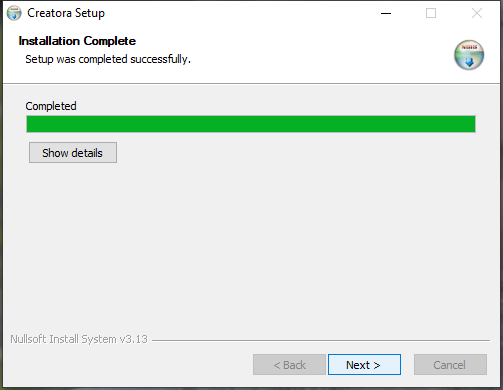 Creatora Setup
Installation Complete
Setup was completed successfully.
Completed
Show details
Nullsoft Install System v3.13
< Back
Next >
Cancel